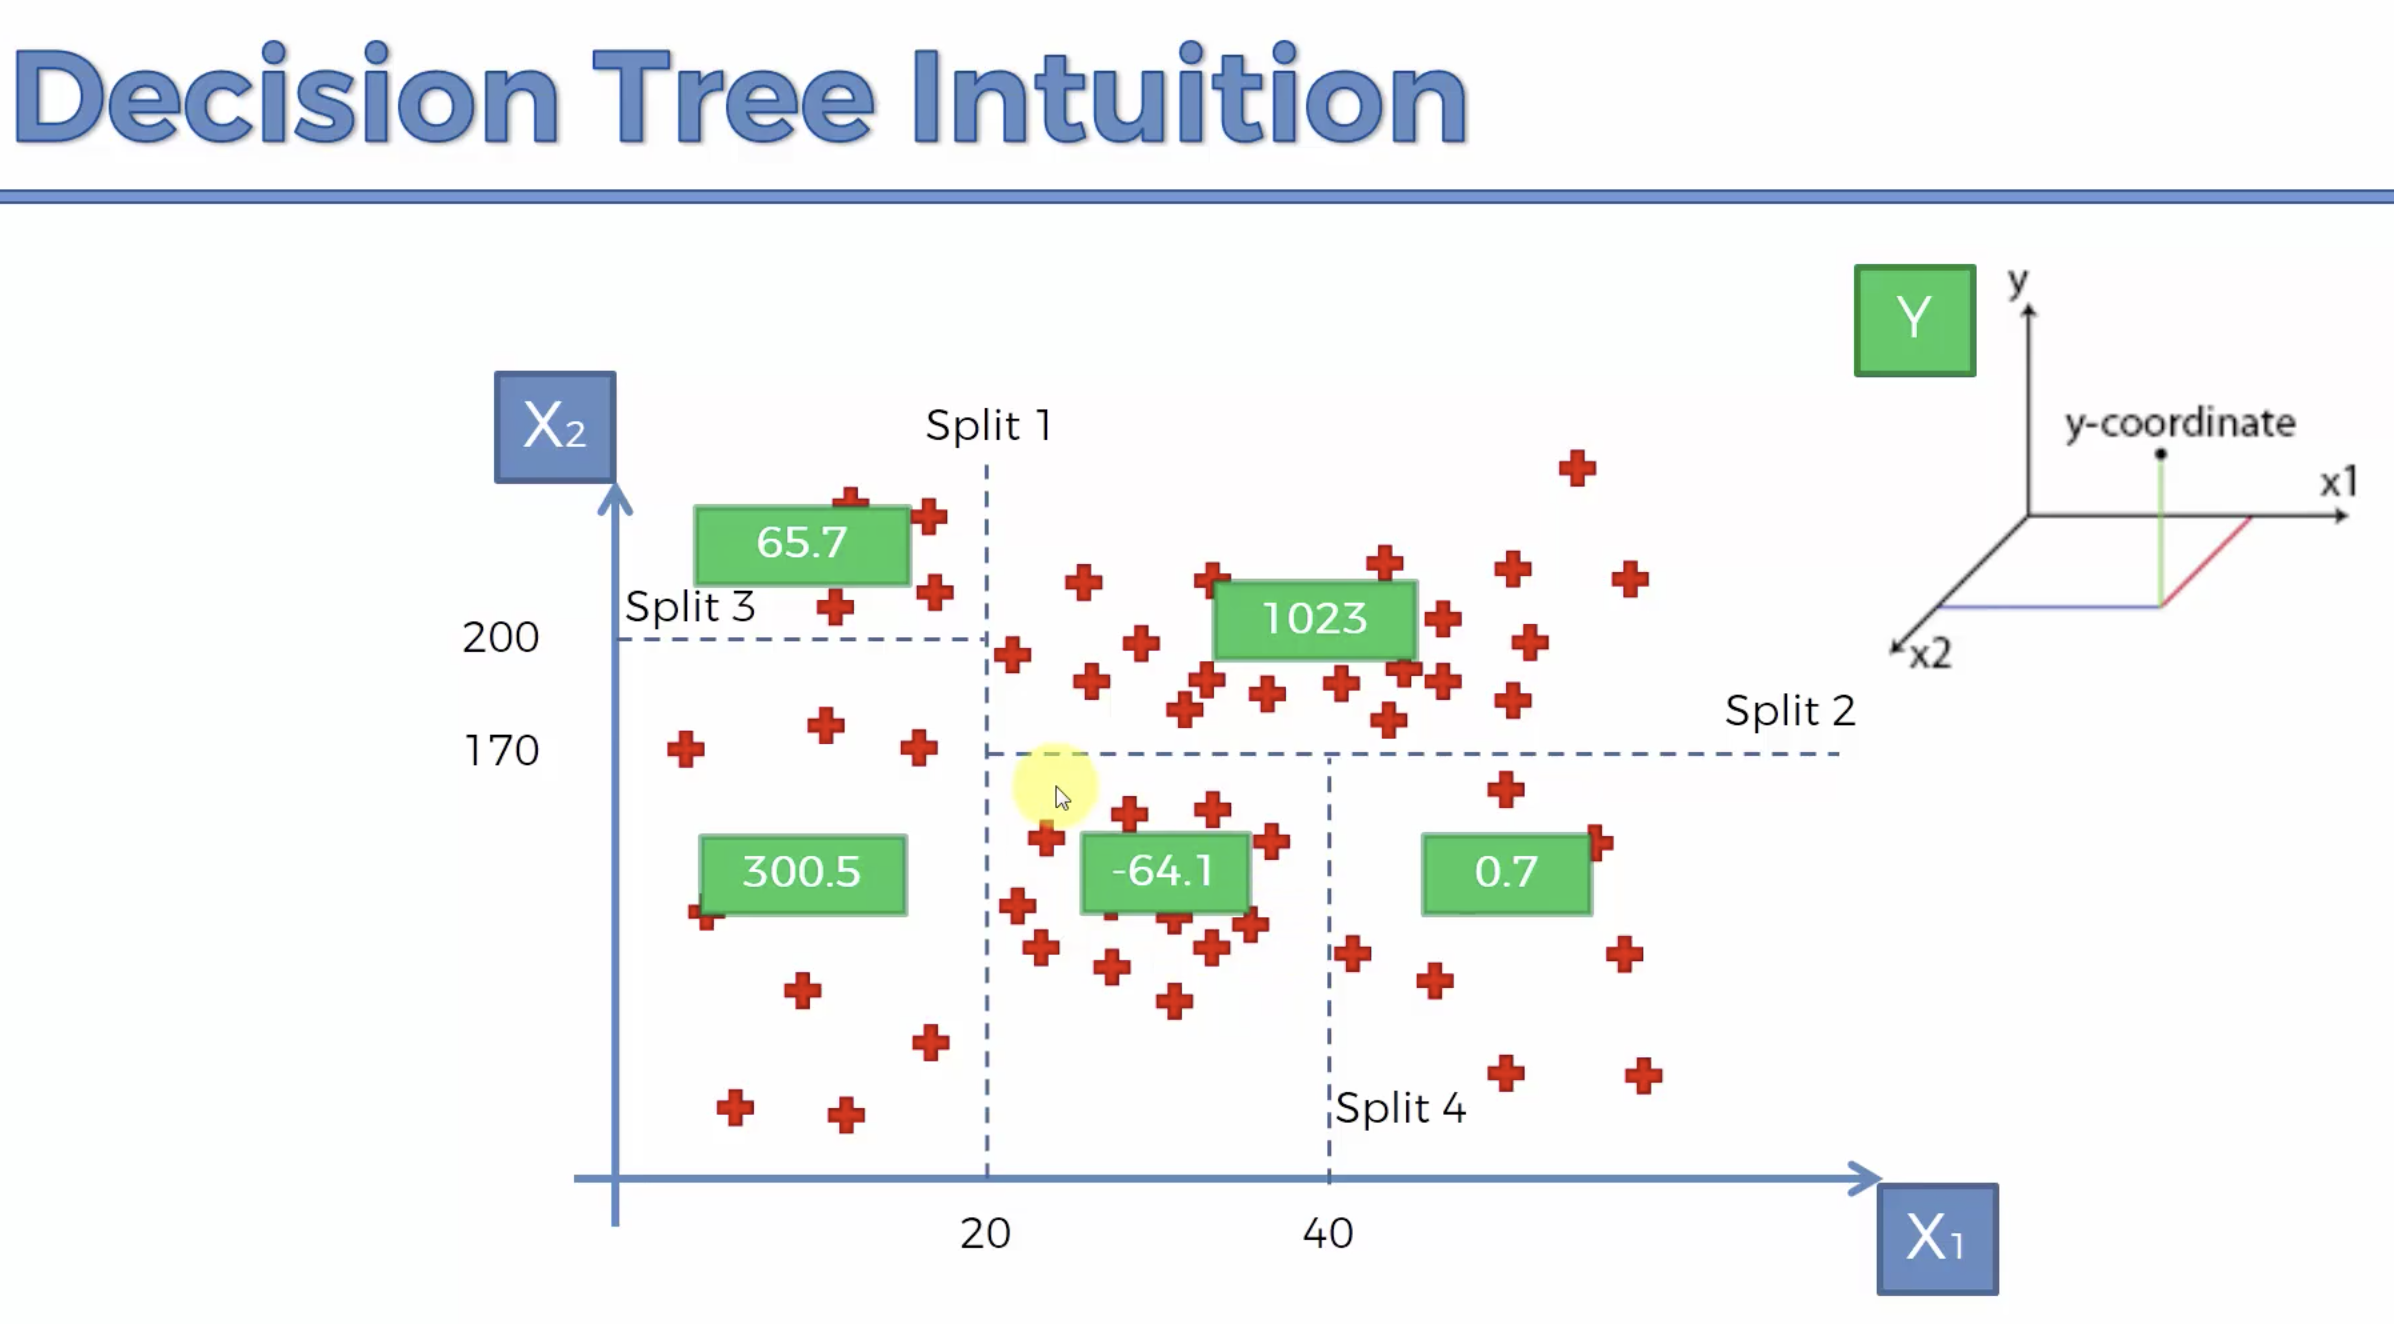 Decision Tree Intuition
Y
y
y-coordinate
x1
x2
X2
Split 1
65.7
Split 3
200
1023
Split 2
170
300.5
-64.1
0.7
Split 4
20
40
X1